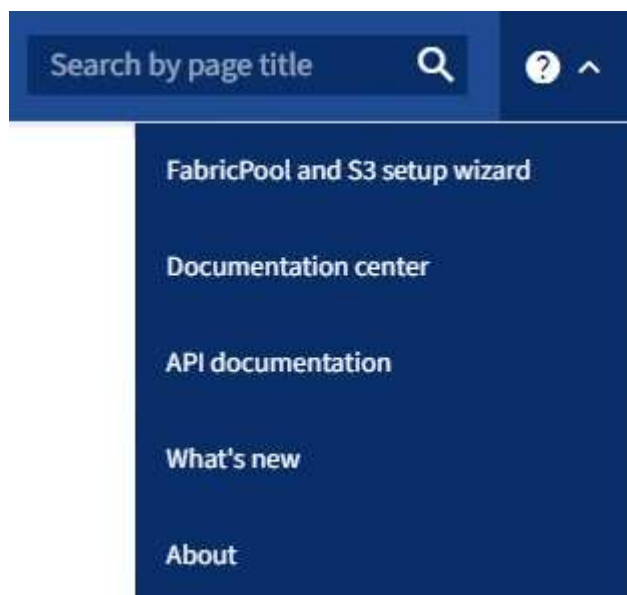 Search by page title
FabricPool and S3 setup wizard
Documentation center
API documentation
What's new
About